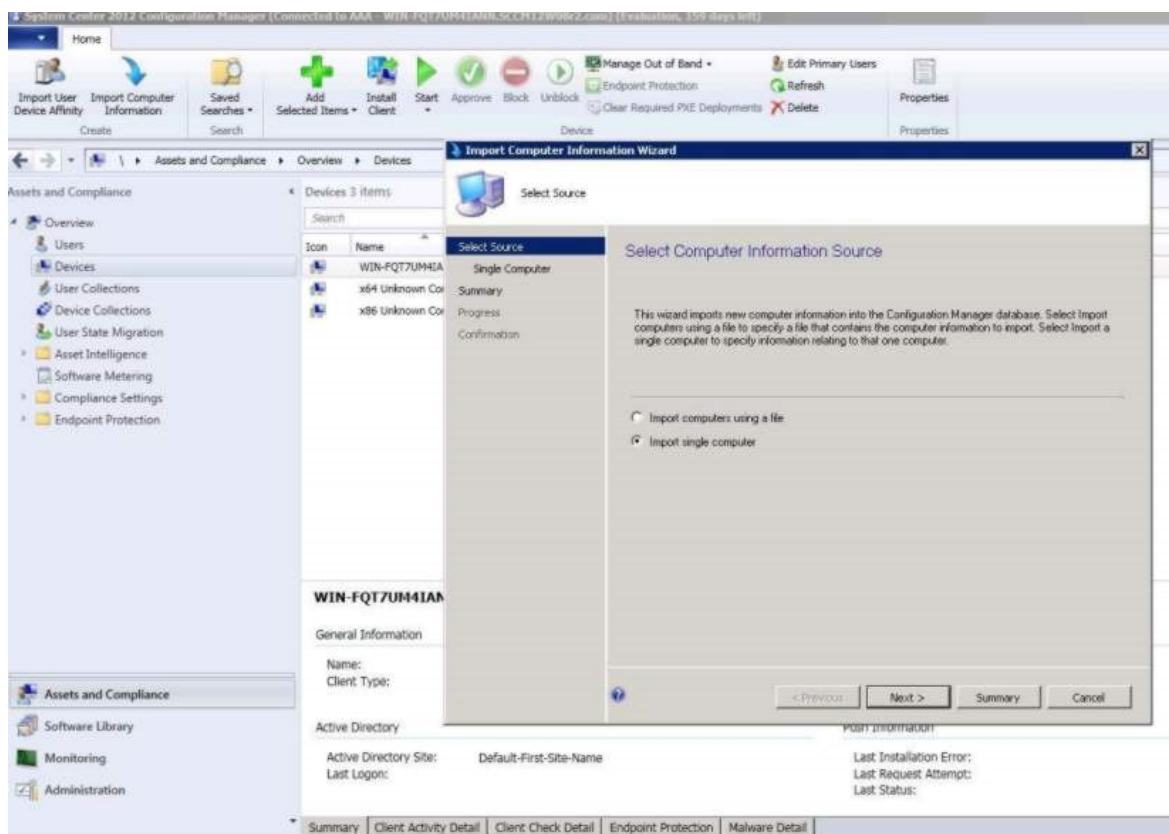 System Center 2012 Configuration Manager (Connected to AAA - WIN-FQT7UM41ANN.SCCM12W08r2.com) (Evaluation, 159 days left)
Home
Import User Device Affinity
Import Computer Information
Saved Searches
Add Selected Items
Install Client
Start
Approve
Block
Unblock
Manage Out of Band
Endpoint Protection
Clear Required PXE Deployments
Edit Primary Users
Refresh
Delete
Properties
Create
Search
Device
Properties
\ Assets and Compliance Overview Devices
Assets and Compliance
Overview
Users
Devices
User Collections
Device Collections
User State Migration
Asset Intelligence
Software Metering
Compliance Settings
Endpoint Protection
Assets and Compliance
Software Library
Monitoring
Administration
Devices 3 items
Search
Icon Name
WIN-FQT7UM4IA
x64 Unknown Co
x86 Unknown Co
WIN-FQT7UM4IAN
General Information
Name:
Client Type:
Active Directory
Active Directory Site: Default-First-Site-Name
Last Logon:
Push Information
Last Installation Error:
Last Request Attempt:
Last Status:
Summary Client Activity Detail Client Check Detail Endpoint Protection Malware Detail
Import Computer Information Wizard
Select Source
Select Source
Single Computer
Summary
Progress
Confirmation
Select Computer Information Source
This wizard imports new computer information into the Configuration Manager database. Select Import
computers using a file to specify a file that contains the computer information to import. Select Import a
single computer to specify information relating to that one computer.
Import computers using a file
Import single computer
< Previous Next > Summary Cancel